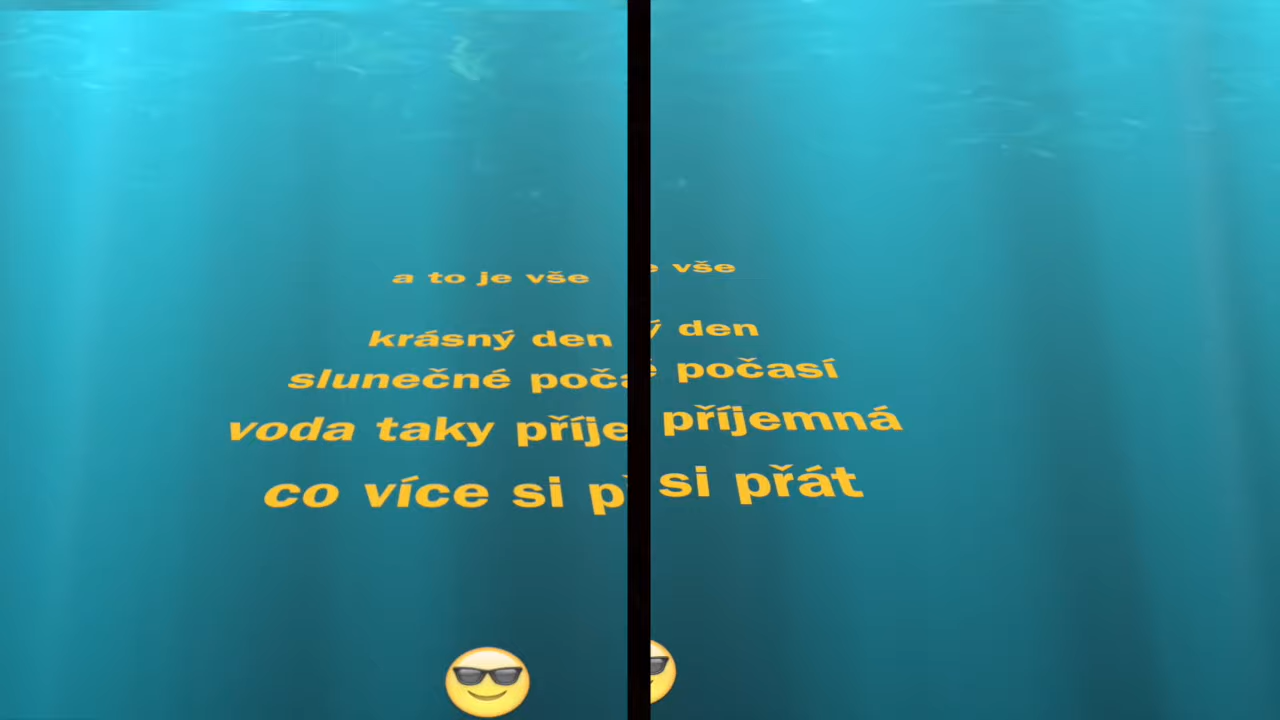 a to je vše
krásný den
slunečné počasí
voda taky příjemná
co více si přát